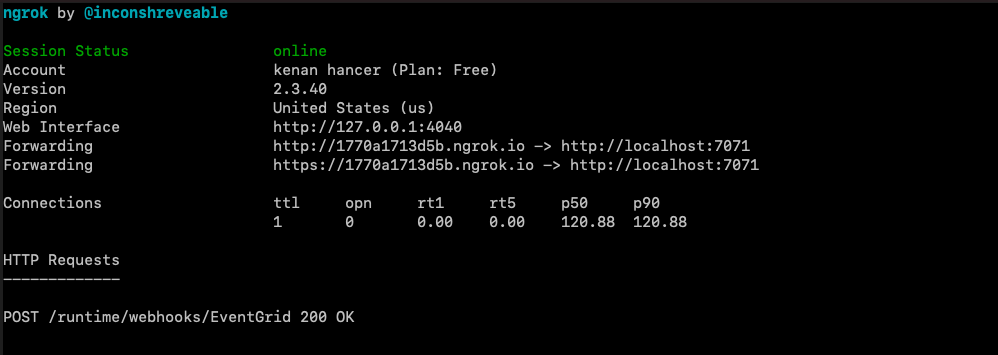 ngrok by @inconshreveable
Session Status online
Account kenan hancer (Plan: Free)
Version 2.3.40
Region United States (us)
Web Interface http://127.0.0.1:4040
Forwarding http://1770a1713d5b.ngrok.io -> http://localhost:7071
Forwarding https://1770a1713d5b.ngrok.io -> http://localhost:7071
Connections ttl opn rt1 rt5 p50 p90
1 0 0.00 0.00 120.88 120.88
HTTP Requests
-------------
POST /runtime/webhooks/EventGrid 200 OK